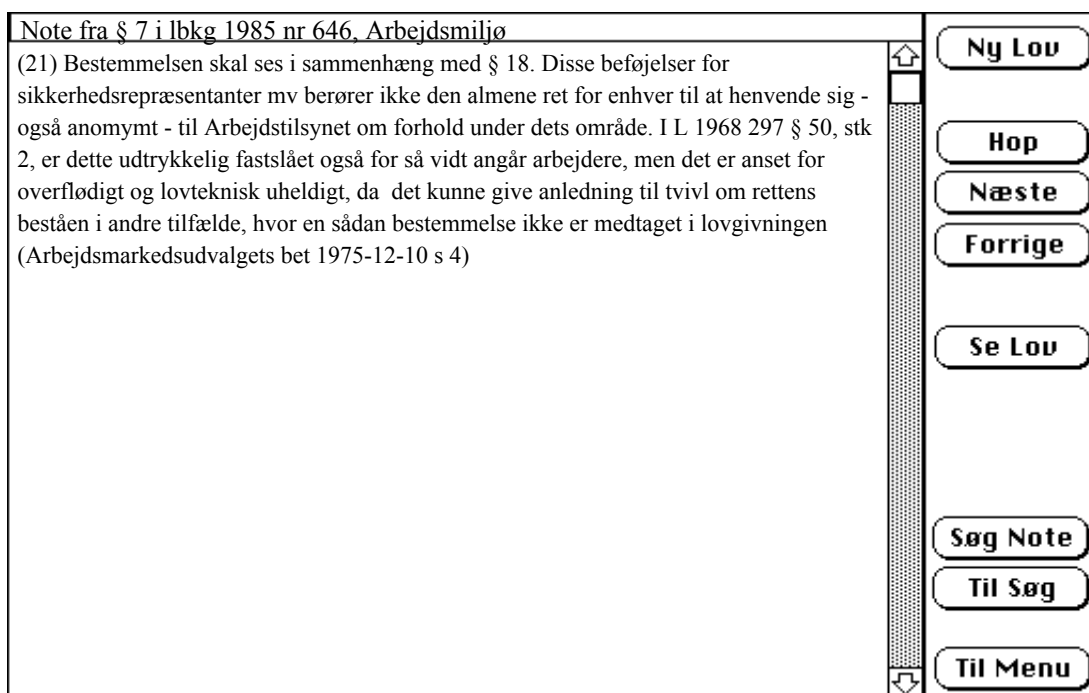 Note fra § 7 i lbkg 1985 nr 646, Arbejdsmiljø
(21) Bestemmelsen skal ses i sammenhæng med § 18. Disse beføjelser for
sikkerhedsrepræsentanter mv berører ikke den almene ret for enhver til at henvende sig -
også anomymt - til Arbejdstilsynet om forhold under dets område. I L 1968 297 § 50, stk
2, er dette udtrykkelig fastslået også for så vidt angår arbejdere, men det er anset for
overflødigt og lovteknisk uheldigt, da  det kunne give anledning til tvivl om rettens
beståen i andre tilfælde, hvor en sådan bestemmelse ikke er medtaget i lovgivningen
(Arbejdsmarkedsudvalgets bet 1975-12-10 s 4)
Ny Lov
Hop
Næste
Forrige
Se Lov
Søg Note
Til Søg
Til Menu